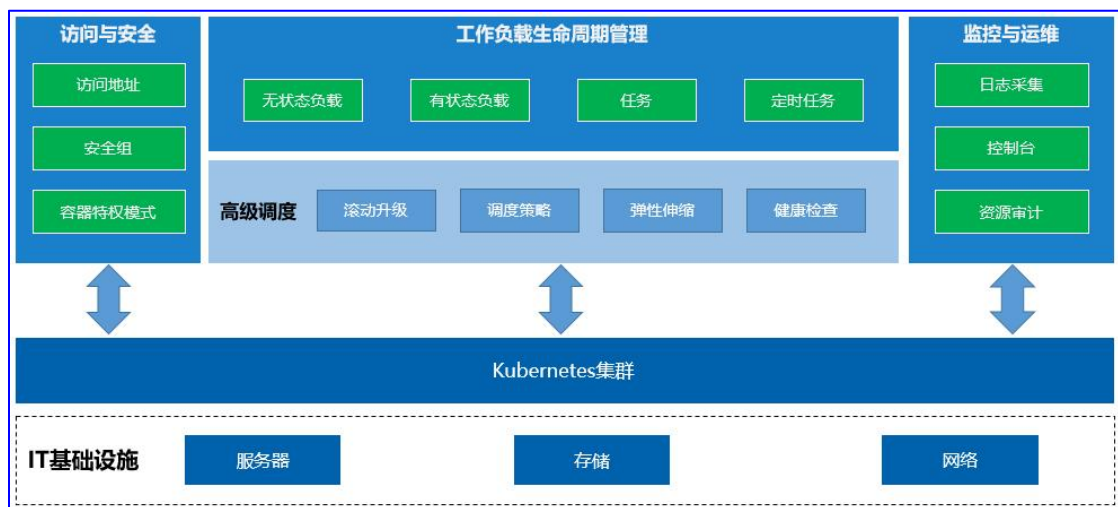 访问与安全
访问地址
安全组
容器特权模式
工作负载生命周期管理
无状态负载
有状态负载
任务
定时任务
高级调度
滚动升级
调度策略
弹性伸缩
健康检查
监控与运维
日志采集
控制台
资源审计
Kubernetes集群
IT基础设施
服务器
存储
网络